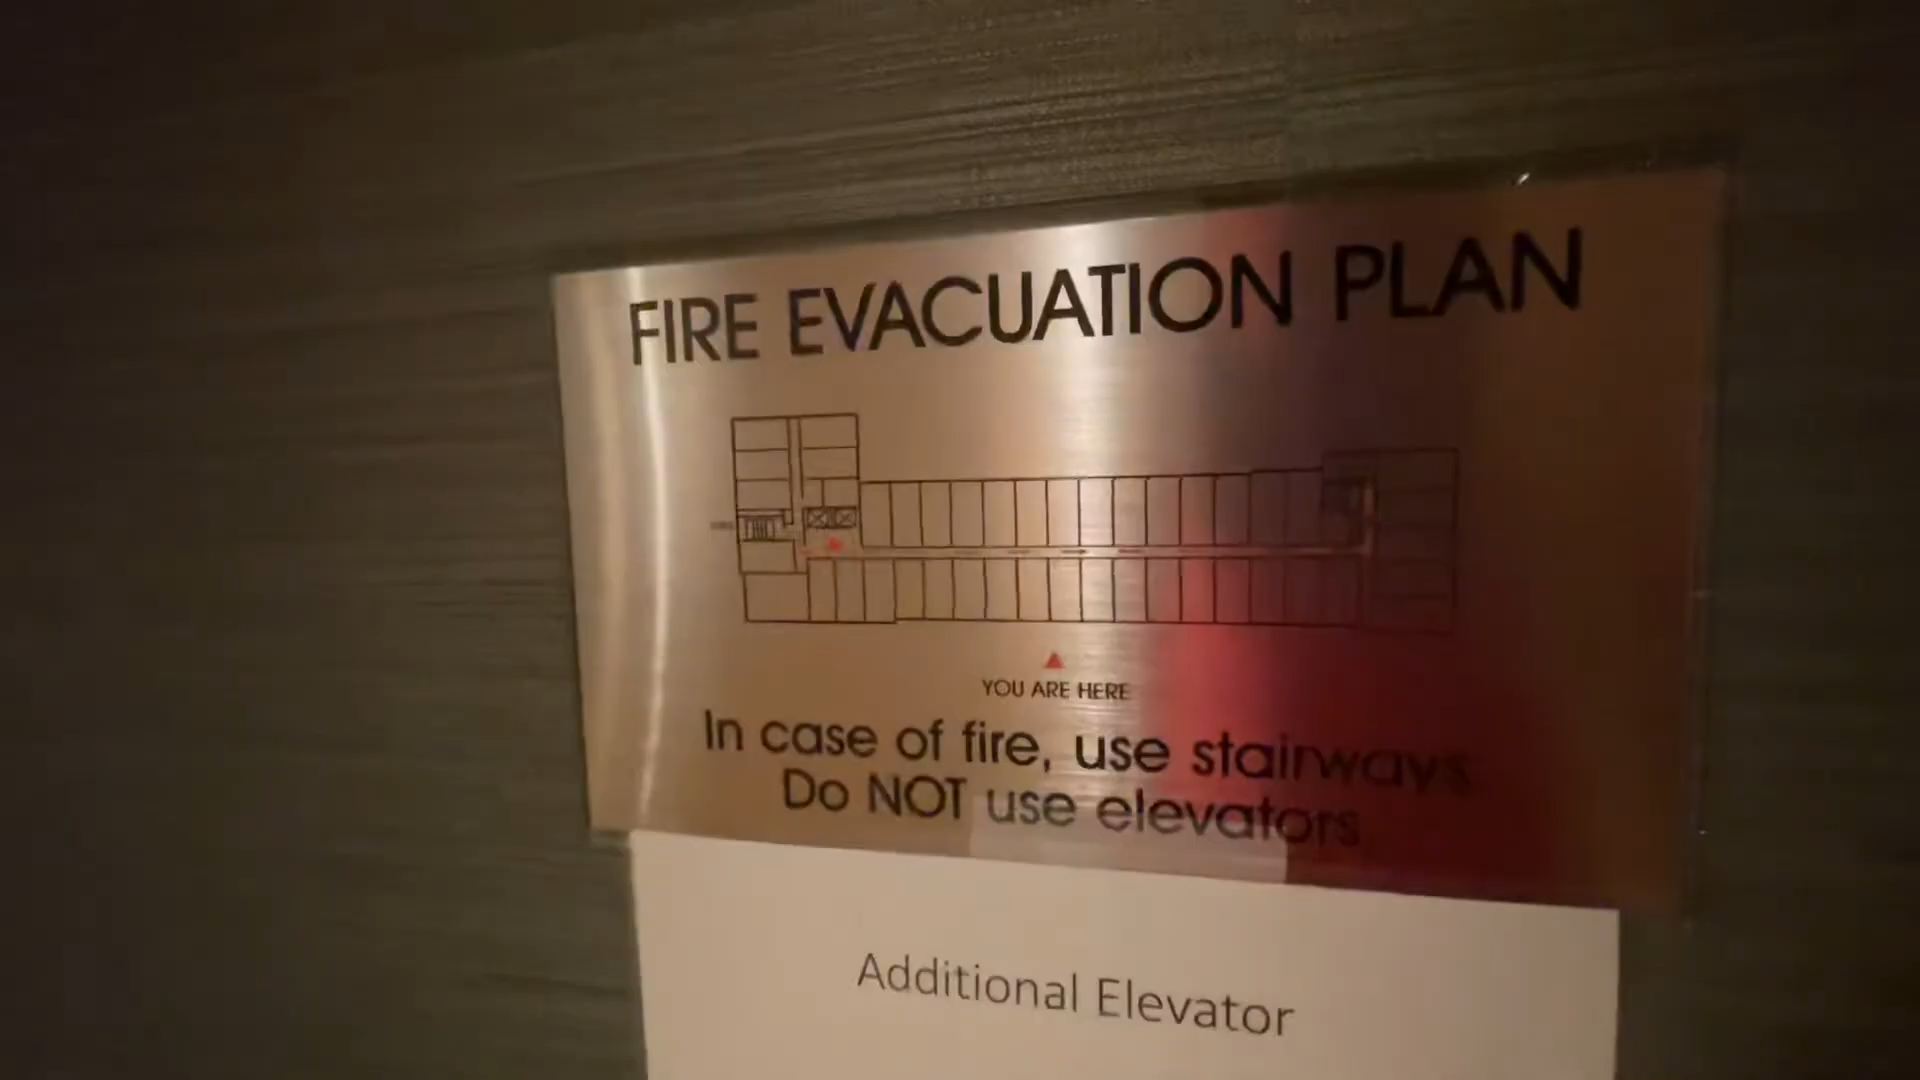 FIRE EVACUATION PLAN
YOU ARE HERE
In case of fire, use stairways.
Do NOT use elevators
Additional Elevator